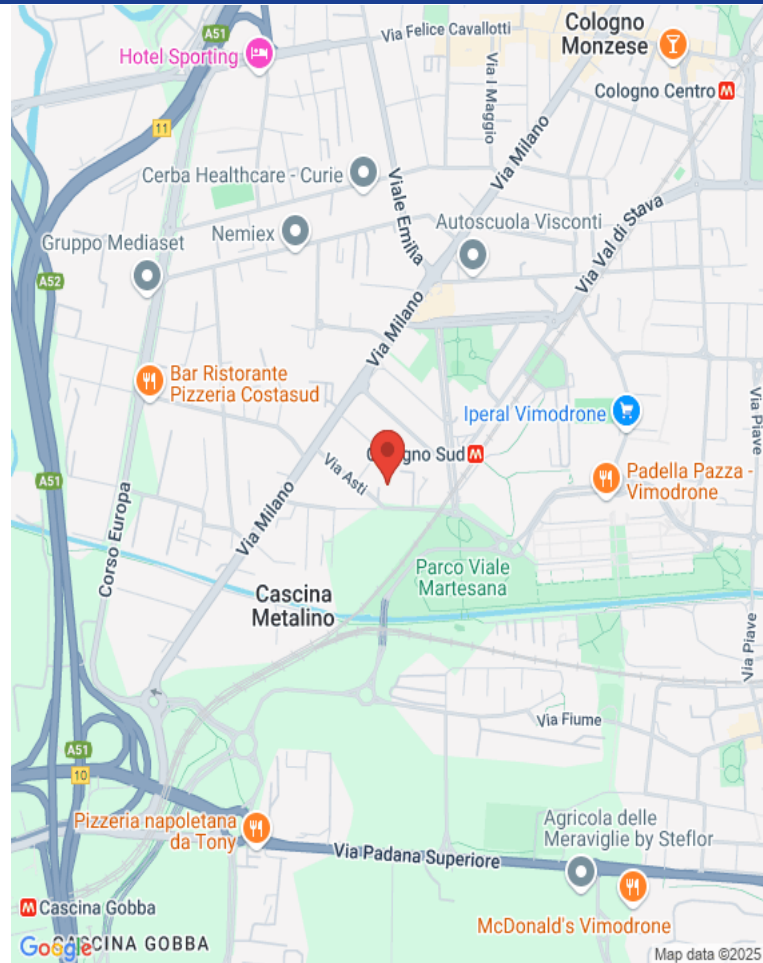 A51
Via Felice Cavallotti
Cologno
Monzese
Hotel Sporting
Cologno Centro M
11
Via I Maggio
Via Milano
Cerba Healthcare - Curie
Viale Emilia
Autoscuola Visconti
Via Val di Stava
Nemiex
Gruppo Mediaset
A52
Via Milano
Bar Ristorante
Pizzeria Costasud
Iperal Vimodrone
Via Piave
Sud M
Via Asti
Padella Pazza -
Vimodrone
A51
Via Milano
Corso Europa
Parco Viale
Martesana
Cascina
Metalino
Via Piave
Via Fiume
A51
10
Pizzeria napoletana
da Tony
Agricola delle
Meraviglie by Steflor
Via Padana Superiore
M Cascina Gobba
McDonald's Vimodrone
Google
CASCINA GOBBA
Map data ©2025